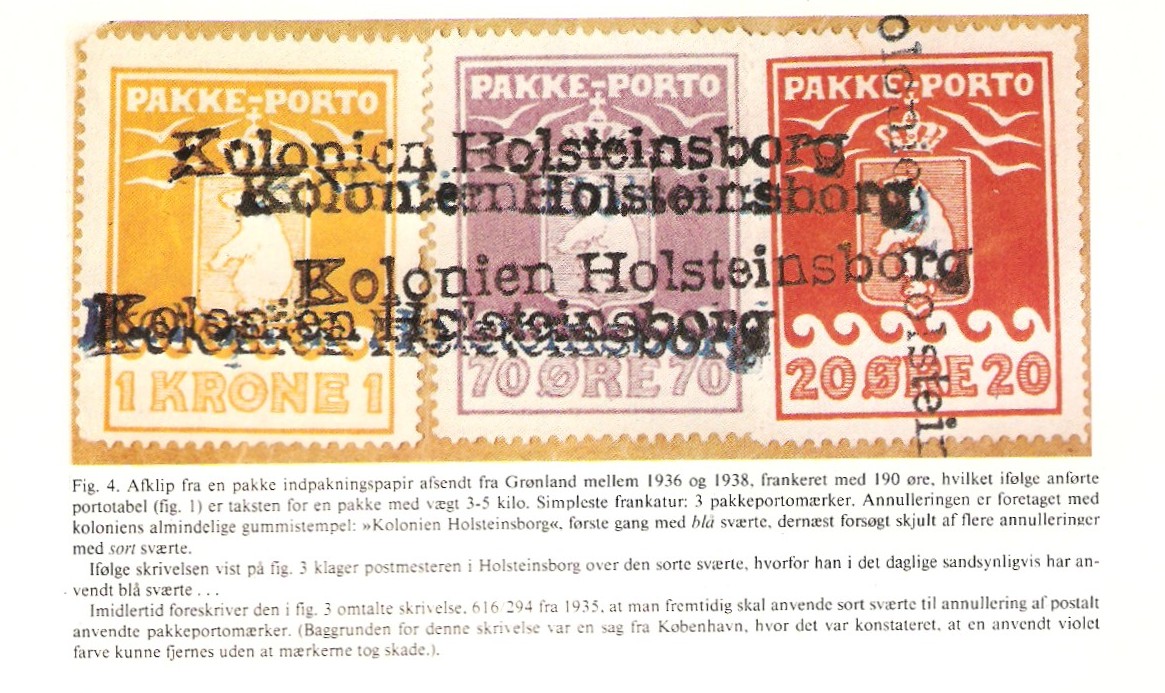 PAKKE-PORTO PAKKE-PORTO PAKKE-PORTO
Kolonien Holsteinsborg
Kolonien Holsteinsborg
Kolonien Holsteinsborg
Kolonien Holsteinsborg
1 KRONE 1 70 ØRE 70 20 ØRE 20
Fig. 4. Afklip fra en pakke indpakningspapir afsendt fra Grønland mellem 1936 og 1938, frankeret med 190 øre, hvilket ifølge anførte
portotabel (fig. 1) er taksten for en pakke med vægt 3-5 kilo. Simpleste frankatur: 3 pakkeportomærker. Annulleringen er foretaget med
koloniens almindelige gummistempel: »Kolonien Holsteinsborg«, første gang med blå sværte, dernæst forsøgt skjult af flere annulleringer
med sort sværte.
Ifølge skrivelsen vist på fig. 3 klager postmesteren i Holsteinsborg over den sorte sværte, hvorfor han i det daglige sandsynligvis har an-
vendt blå sværte . . .
Imidlertid foreskriver den i fig. 3 omtalte skrivelse, 616/294 fra 1935, at man fremtidig skal anvende sort sværte til annullering af postalt
anvendte pakkeportomærker. (Baggrunden for denne skrivelse var en sag fra København, hvor det var konstateret, at en anvendt violet
farve kunne fjernes uden at mærkerne tog skade.).